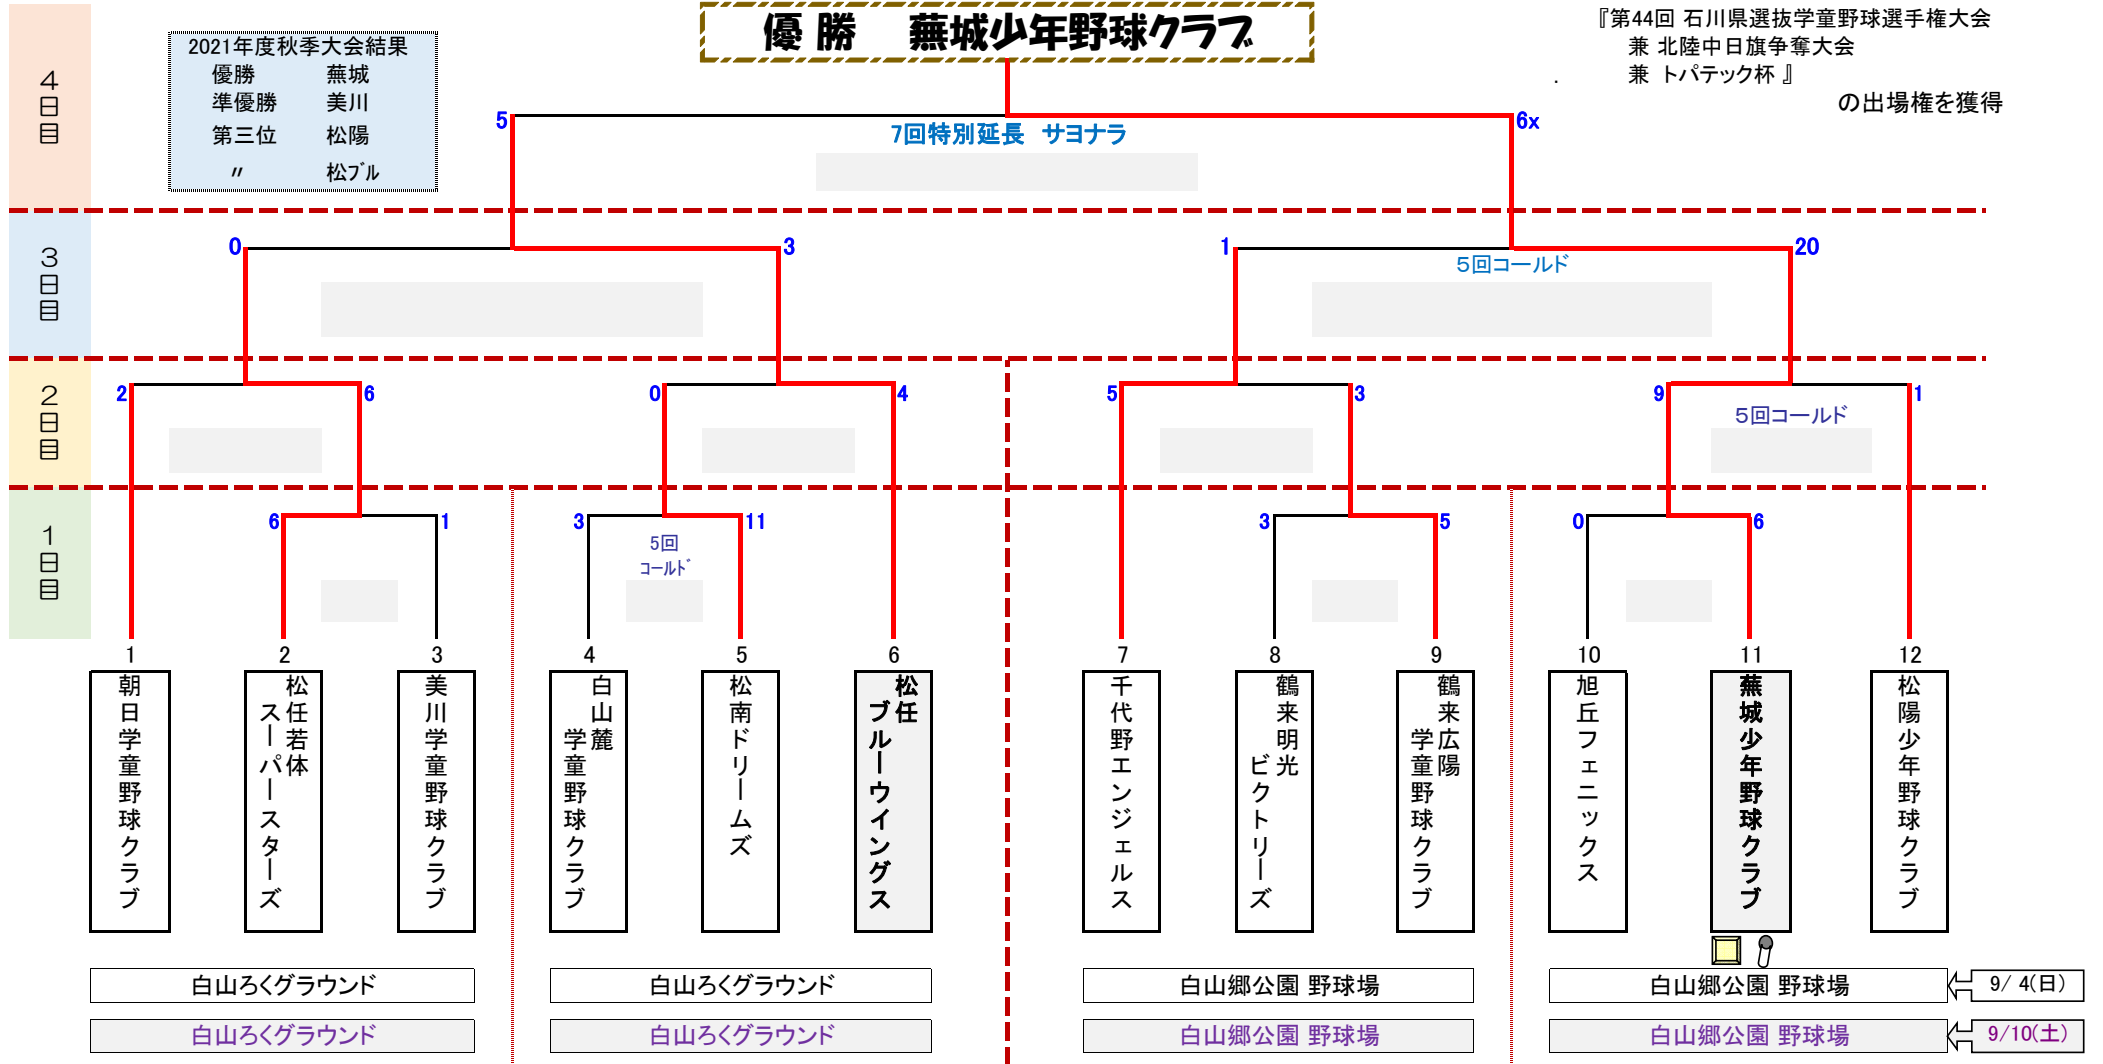 優勝 蕪城少年野球クラブ
『第44回 石川県選抜学童野球選手権大会
兼 北陸中日旗争奪大会
. 兼 トパテック杯 』
の出場権を獲得
2021年度秋季大会結果
優勝 蕪城
準優勝 美川
第三位 松陽
〃 松ブル
4日目
5 6x
7回特別延長 サヨナラ
3日目
0 3 1 20
5回コールド
2日目
2 6 0 4 5 3 9 1
5回コールド
1日目
6 1 3 11 3 5 0 6
5回
コールド
1 2 3 4 5 6 7 8 9 10 11 12
朝日学童野球クラブ
松任若体
スーパースターズ
美川学童野球クラブ
白山麓
学童野球クラブ
松南ドリームズ
松任
ブルーウイングス
千代野エンジェルス
鶴来明光
ビクトリーズ
鶴来広陽
学童野球クラブ
旭丘フェニックス
蕪城少年野球クラブ
松陽少年野球クラブ
白山ろくグラウンド 白山ろくグラウンド 白山郷公園 野球場 白山郷公園 野球場 9/ 4(日)
白山ろくグラウンド 白山ろくグラウンド 白山郷公園 野球場 白山郷公園 野球場 9/10(土)